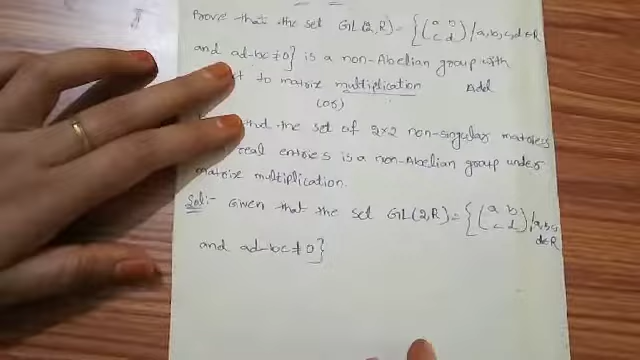 Prove that the set GL(2,R) = {(a b c d) / a,b,c,d∈R
and ad-bc≠0} is a non-Abelian group with
to matrix multiplication Add
(or)
the set of 2×2 non-singular matrices
real entries is a non-Abelian group under
matrix multiplication.
Sol:- Given that the set GL(2,R) = {(a b c d) / a,b,c,
d∈R
and ad-bc≠0}